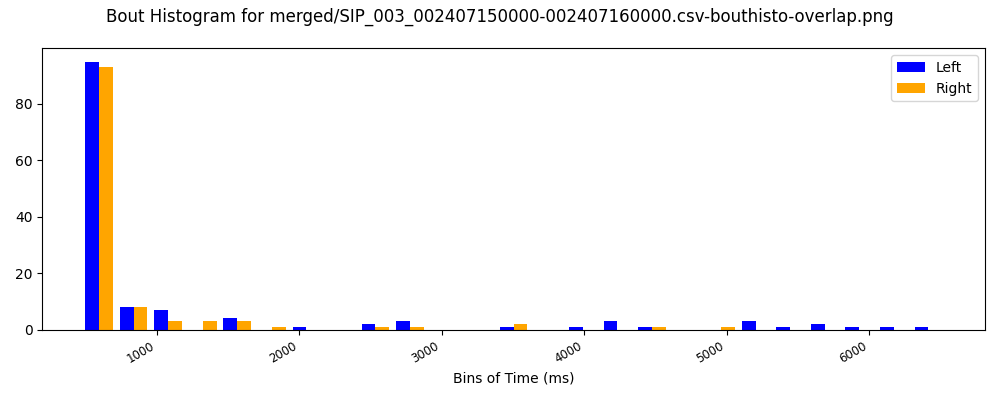 Bout Histogram for merged/SIP_003_002407150000-002407160000.csv-bouthisto-overlap.png
Left
Right
80
60
40
20
0
1000
2000
3000
4000
5000
6000
Bins of Time (ms)